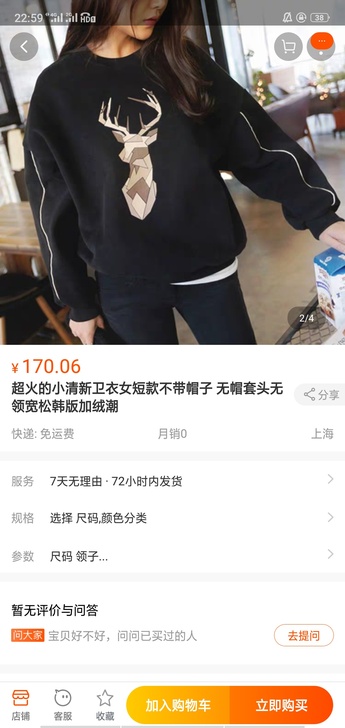 22:59
38
2/4
¥170.06
超火的小清新卫衣女短款不带帽子 无帽套头无
领宽松韩版加绒潮
分享
快递: 免运费 月销0 上海
服务 7天无理由 · 72小时内发货
规格 选择 尺码,颜色分类
参数 尺码 领子...
暂无评价与问答
问大家 宝贝好不好，问问已买过的人 去提问
店铺 客服 收藏 加入购物车 立即购买